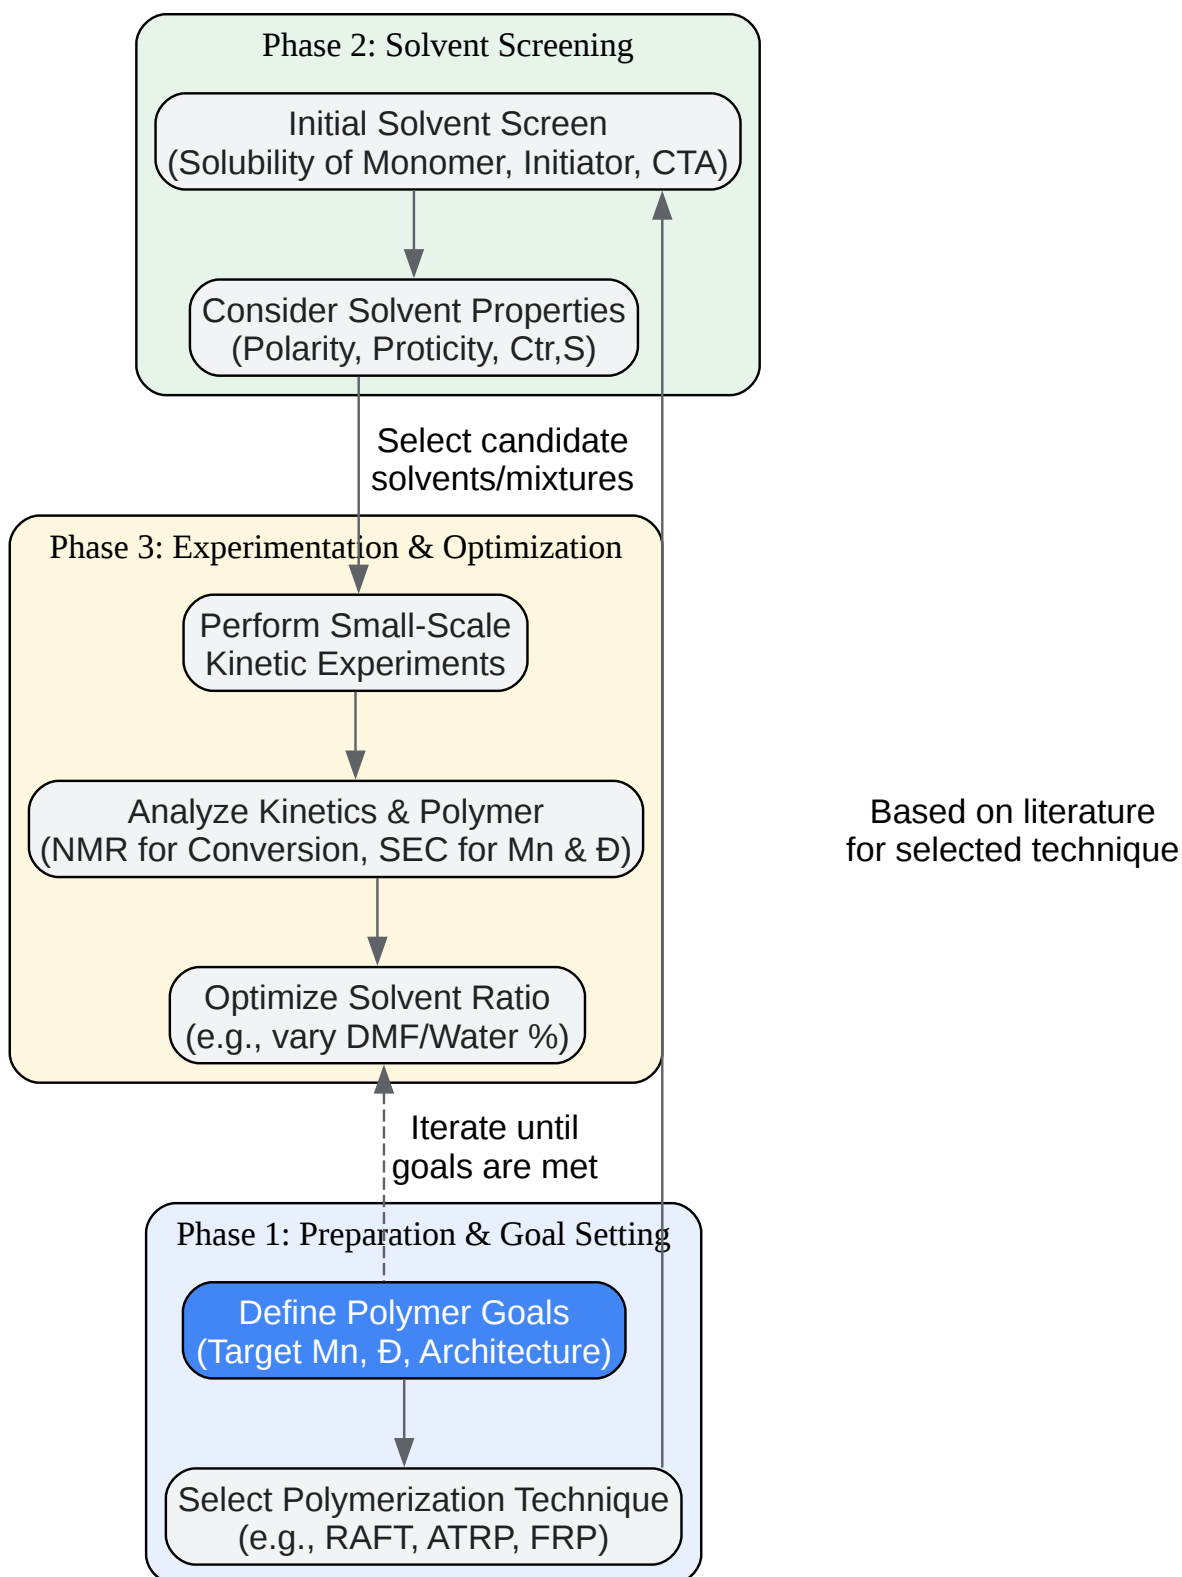 Phase 2: Solvent Screening
Initial Solvent Screen
(Solubility of Monomer, Initiator, CTA)
Consider Solvent Properties
(Polarity, Proticity, Ctr,S)
Select candidate
solvents/mixtures
Phase 3: Experimentation & Optimization
Perform Small-Scale
Kinetic Experiments
Analyze Kinetics & Polymer
(NMR for Conversion, SEC for Mn & Đ)
Based on literature
for selected technique
Optimize Solvent Ratio
(e.g., vary DMF/Water %)
Iterate until
goals are met
Phase 1: Preparation & Goal Setting
Define Polymer Goals
(Target Mn, Đ, Architecture)
Select Polymerization Technique
(e.g., RAFT, ATRP, FRP)